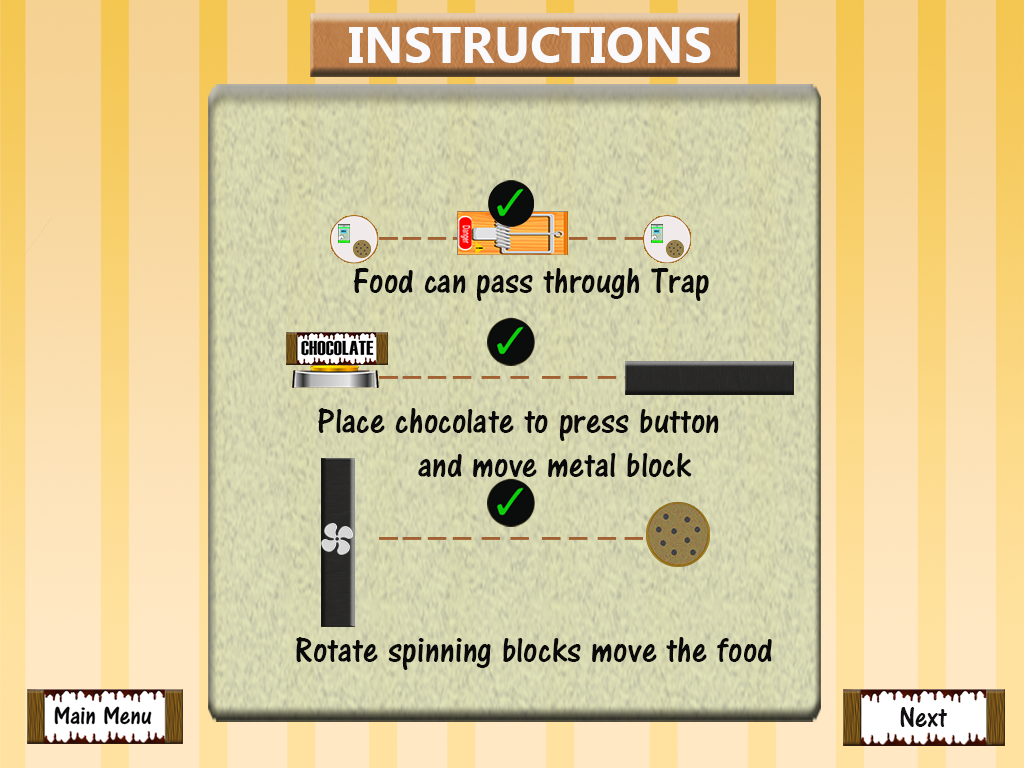 INSTRUCTIONS
Danger
Food can pass through Trap
CHOCOLATE
Place chocolate to press button
and move metal block
Rotate spinning blocks move the food
Main Menu
Next